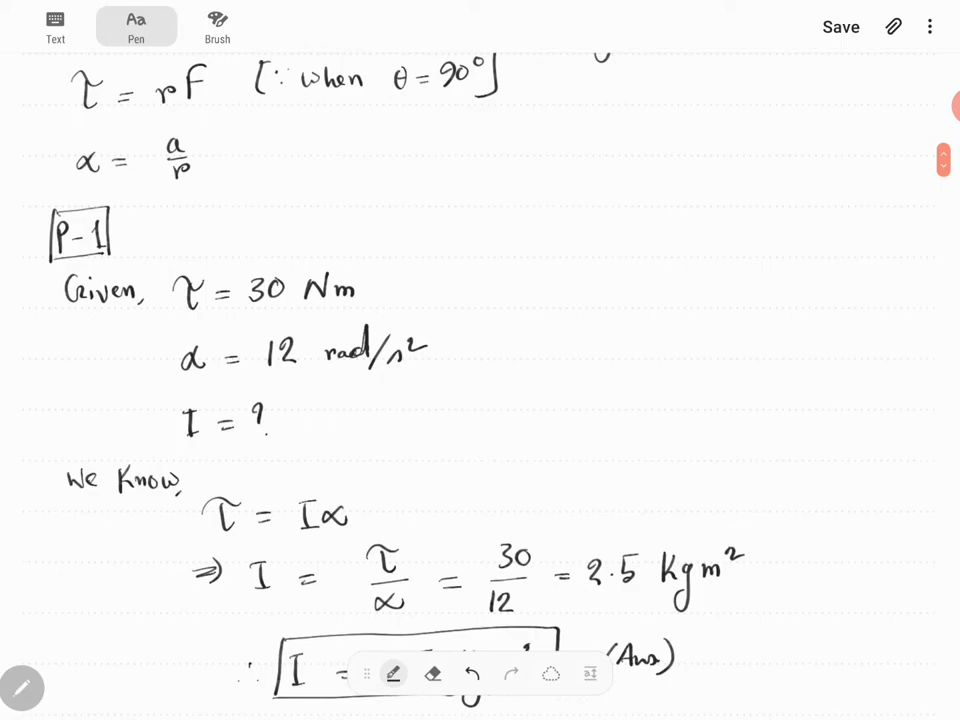 Text
Aa
Pen
Brush
Save
τ = rF [∵ when θ = 90°]
α = a/r
P-1
Given, τ = 30 Nm
α = 12 rad/s²
I = ?
We Know,
τ = Iα
⇒ I = τ/α = 30/12 = 2.5 Kgm²
∴ I = (Ans)